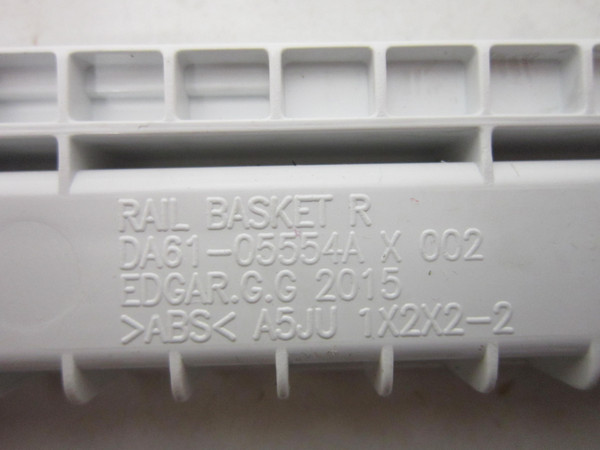 RAIL BASKET R
DA61-05554A X 002
EDGAR.G.G 2015
>ABS< A5JU 1X2X2-2